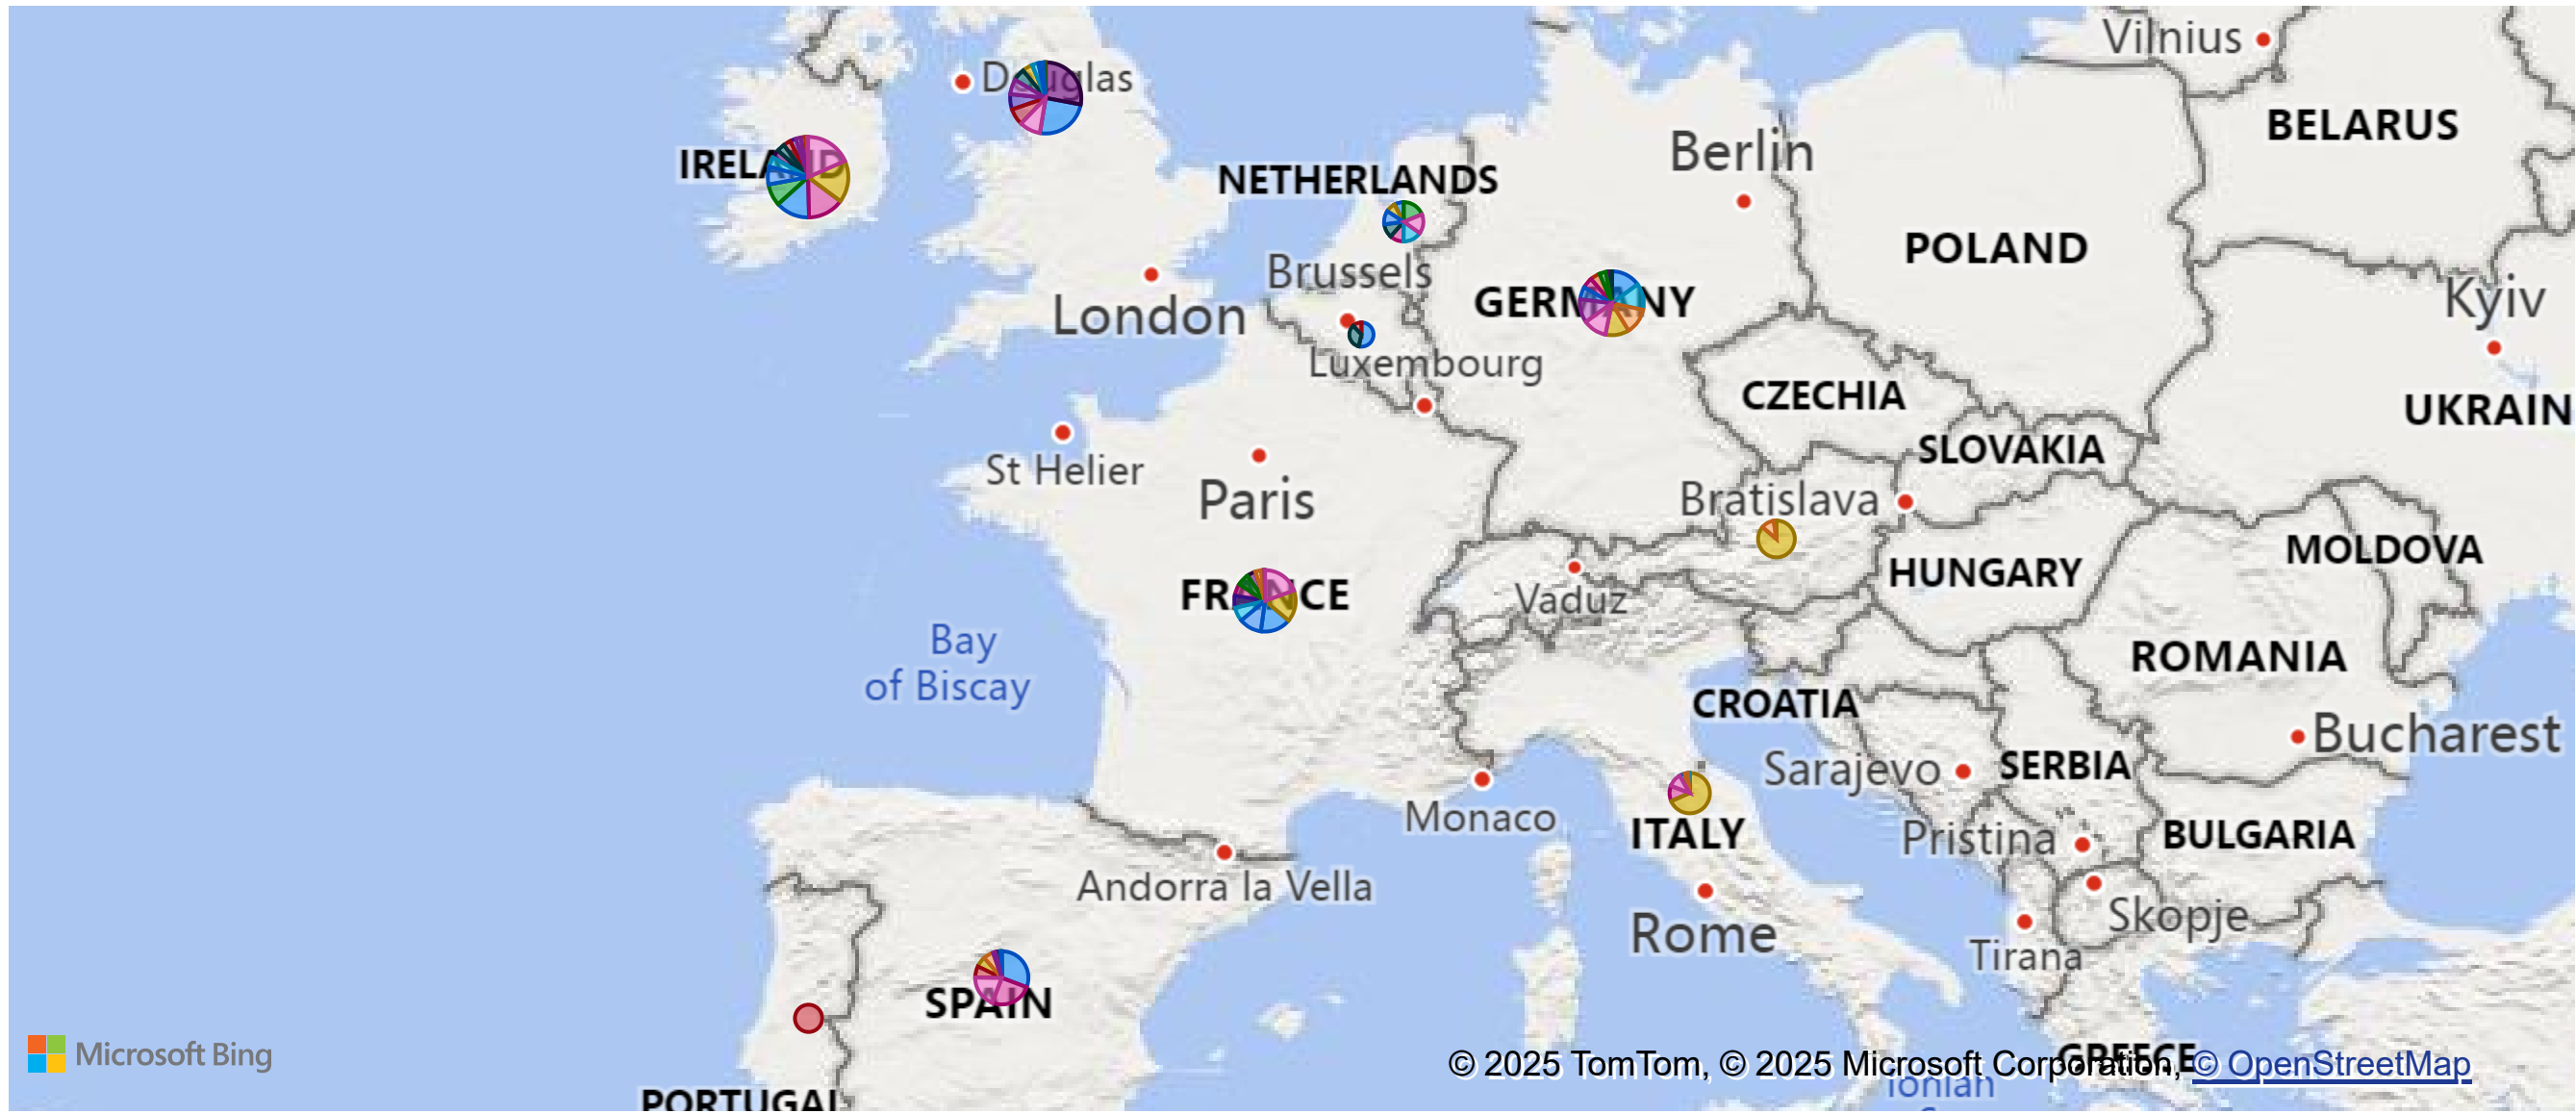 Vilnius
Douglas
BELARUS
IRELAND
NETHERLANDS
Berlin
POLAND
Brussels
GERMANY
Kyiv
London
Luxembourg
CZECHIA
UKRAIN
SLOVAKIA
St Helier
Paris
Bratislava
MOLDOVA
HUNGARY
FRANCE
Vaduz
Bay
of Biscay
ROMANIA
CROATIA
Bucharest
Sarajevo
SERBIA
Monaco
ITALY
Pristina
BULGARIA
Andorra la Vella
Rome
Skopje
Tirana
SPAIN
Microsoft Bing
GREECE
© 2025 TomTom, © 2025 Microsoft Corporation, © OpenStreetMap
Ionian
PORTUGAL